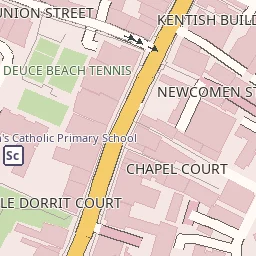 UNION STREET
KENTISH BUILD
DEUCE BEACH TENNIS
NEWCOMEN ST
's Catholic Primary School
Sc
CHAPEL COURT
LE DORRIT COURT